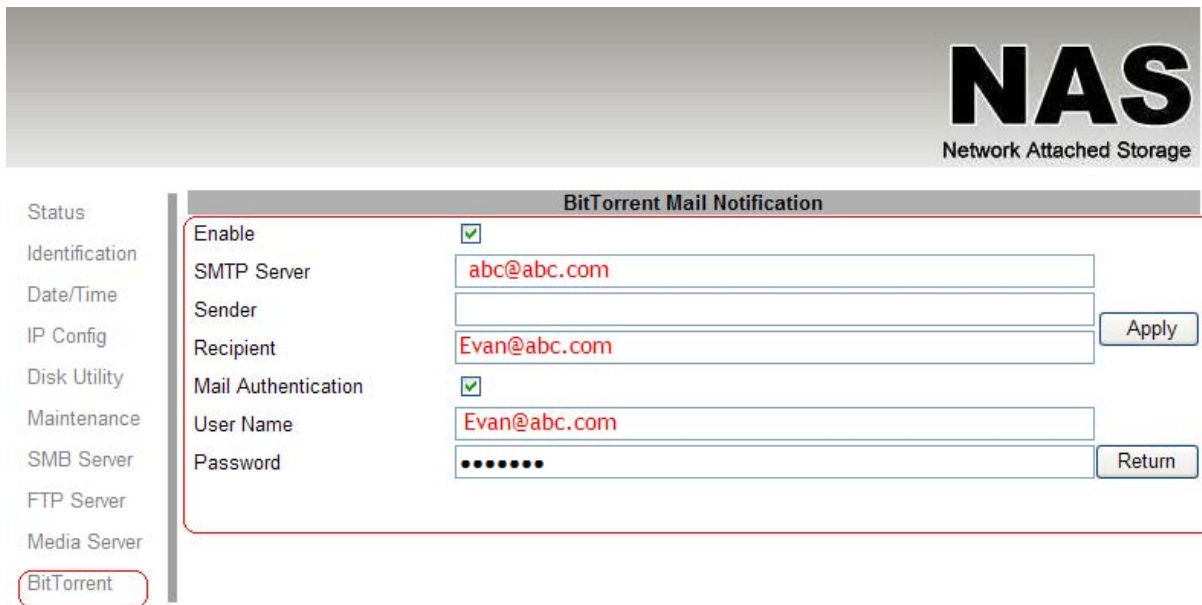 NAS
Network Attached Storage
Status
Identification
Date/Time
IP Config
Disk Utility
Maintenance
SMB Server
FTP Server
Media Server
BitTorrent
BitTorrent Mail Notification
Enable
SMTP Server abc@abc.com
Sender
Recipient Evan@abc.com
Mail Authentication
User Name Evan@abc.com
Password •••••••
Apply
Return